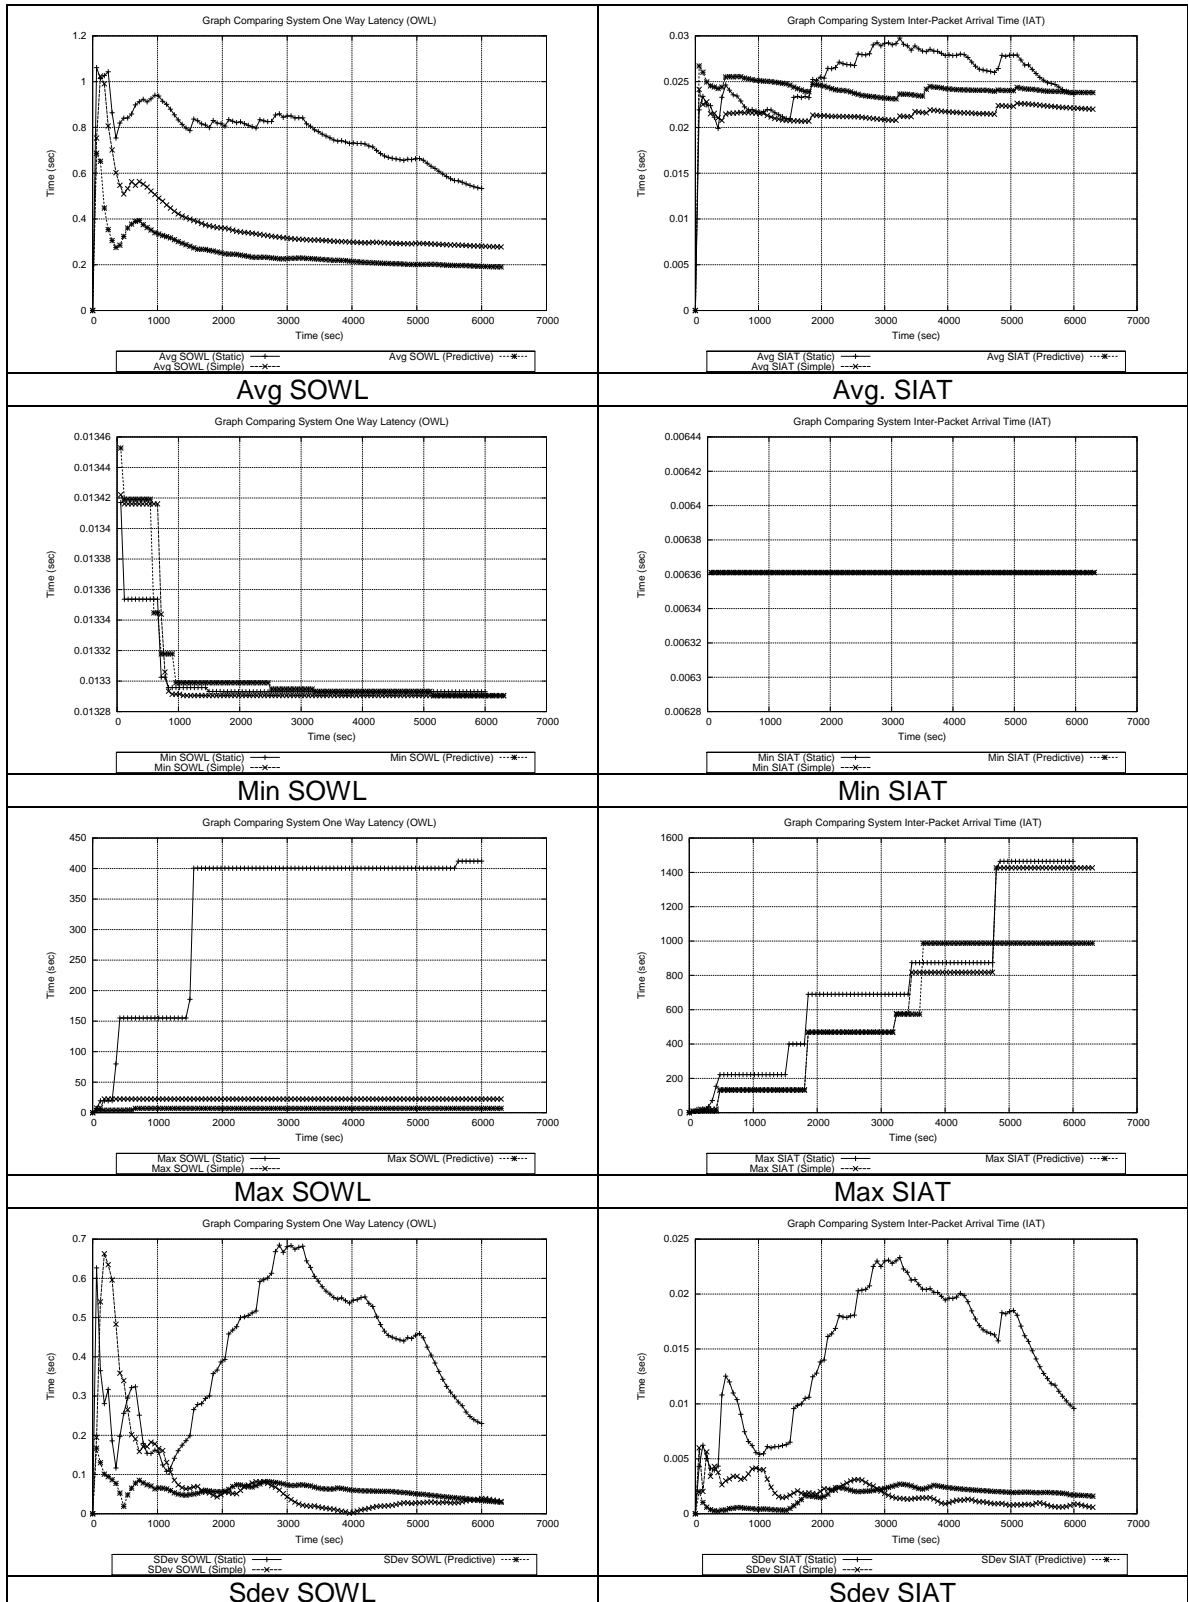 Graph Comparing System One Way Latency (OWL)
1.2
1
0.8
0.6
0.4
0.2
0
Time (sec)
0 1000 2000 3000 4000 5000 6000 7000
Time (sec)
Avg SOWL (Static)
Avg SOWL (Simple)
Avg SOWL (Predictive)
Avg SOWL
Graph Comparing System Inter-Packet Arrival Time (IAT)
0.03
0.025
0.02
0.015
0.01
0.005
0
Time (sec)
0 1000 2000 3000 4000 5000 6000 7000
Time (sec)
Avg SIAT (Static)
Avg SIAT (Simple)
Avg SIAT (Predictive)
Avg. SIAT
Graph Comparing System One Way Latency (OWL)
0.01346
0.01344
0.01342
0.0134
0.01338
0.01336
0.01334
0.01332
0.0133
0.01328
Time (sec)
0 1000 2000 3000 4000 5000 6000 7000
Time (sec)
Min SOWL (Static)
Min SOWL (Simple)
Min SOWL (Predictive)
Min SOWL
Graph Comparing System Inter-Packet Arrival Time (IAT)
0.00644
0.00642
0.0064
0.00638
0.00636
0.00634
0.00632
0.0063
0.00628
Time (sec)
0 1000 2000 3000 4000 5000 6000 7000
Time (sec)
Min SIAT (Static)
Min SIAT (Simple)
Min SIAT (Predictive)
Min SIAT
Graph Comparing System One Way Latency (OWL)
450
400
350
300
250
200
150
100
50
0
Time (sec)
0 1000 2000 3000 4000 5000 6000 7000
Time (sec)
Max SOWL (Static)
Max SOWL (Simple)
Max SOWL (Predictive)
Max SOWL
Graph Comparing System Inter-Packet Arrival Time (IAT)
1600
1400
1200
1000
800
600
400
200
0
Time (sec)
0 1000 2000 3000 4000 5000 6000 7000
Time (sec)
Max SIAT (Static)
Max SIAT (Simple)
Max SIAT (Predictive)
Max SIAT
Graph Comparing System One Way Latency (OWL)
0.7
0.6
0.5
0.4
0.3
0.2
0.1
0
Time (sec)
0 1000 2000 3000 4000 5000 6000 7000
Time (sec)
SDev SOWL (Static)
SDev SOWL (Simple)
SDev SOWL (Predictive)
Sdev SOWL
Graph Comparing System Inter-Packet Arrival Time (IAT)
0.025
0.02
0.015
0.01
0.005
0
Time (sec)
0 1000 2000 3000 4000 5000 6000 7000
Time (sec)
SDev SIAT (Static)
SDev SIAT (Simple)
SDev SIAT (Predictive)
Sdev SIAT